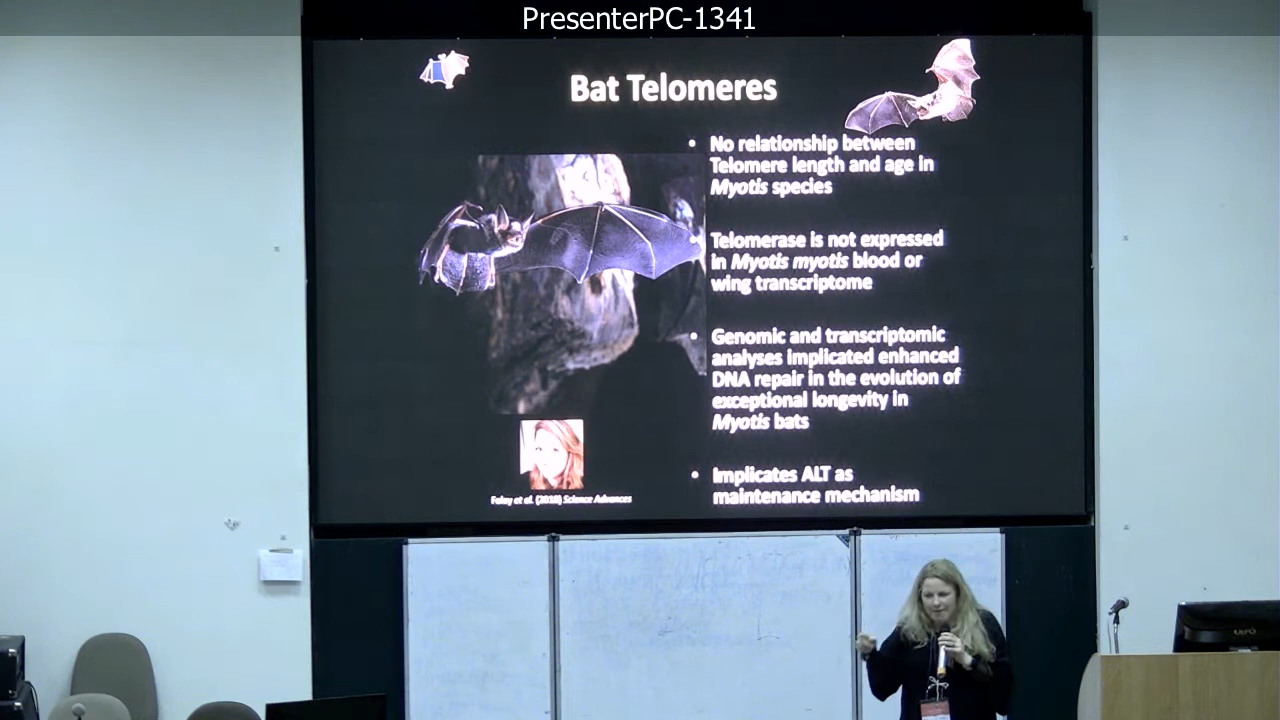 PresenterPC-1341
Bat Telomeres
• No relationship between
Telomere length and age in
Myotis species
Telomerase is not expressed
in Myotis myotis blood or
wing transcriptome
• Genomic and transcriptomic
analyses implicated enhanced
DNA repair in the evolution of
exceptional longevity in
Myotis bats
• Implicates ALT as
maintenance mechanism
Foley et al. (2018) Science Advances